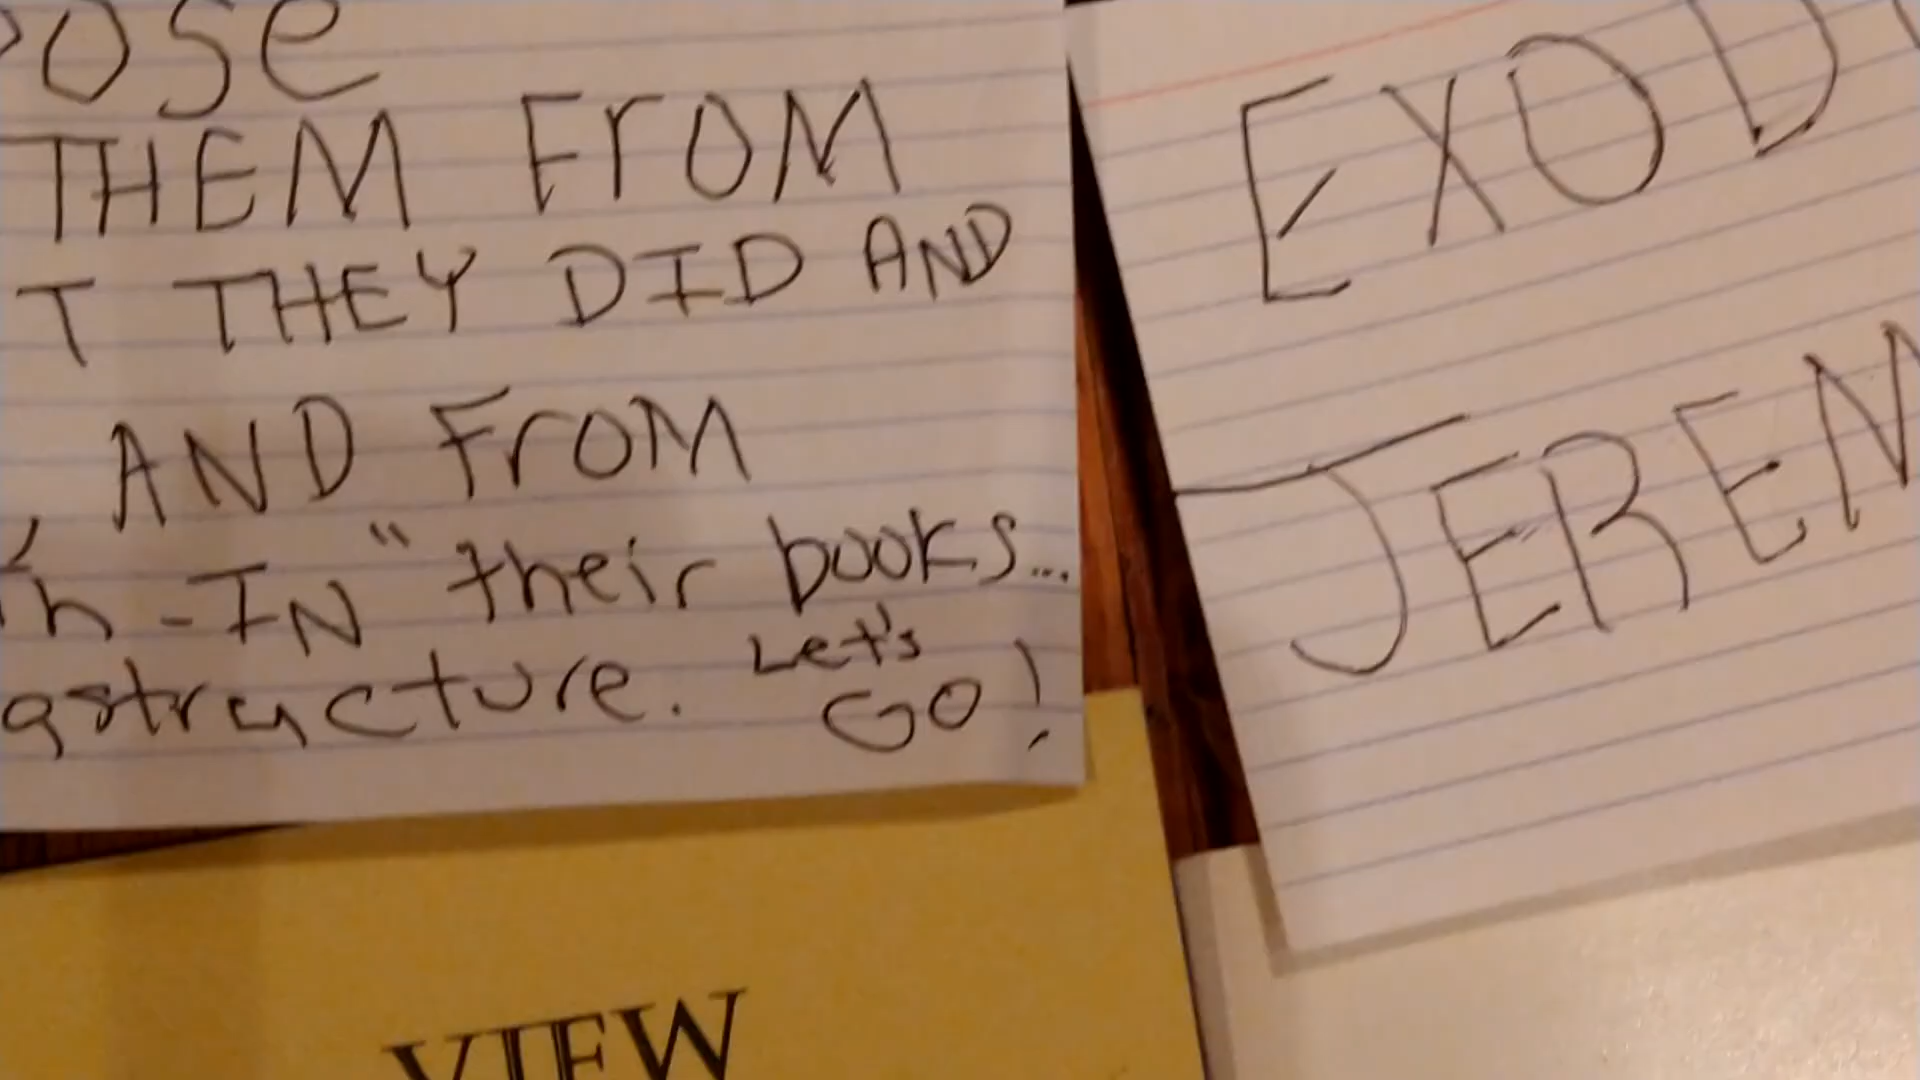 OSE
THEM FROM
T THEY DID AND
, AND FROM
h-IN" their books...
astructure. Let's
GO!
EXOD
JEREM
VIEW